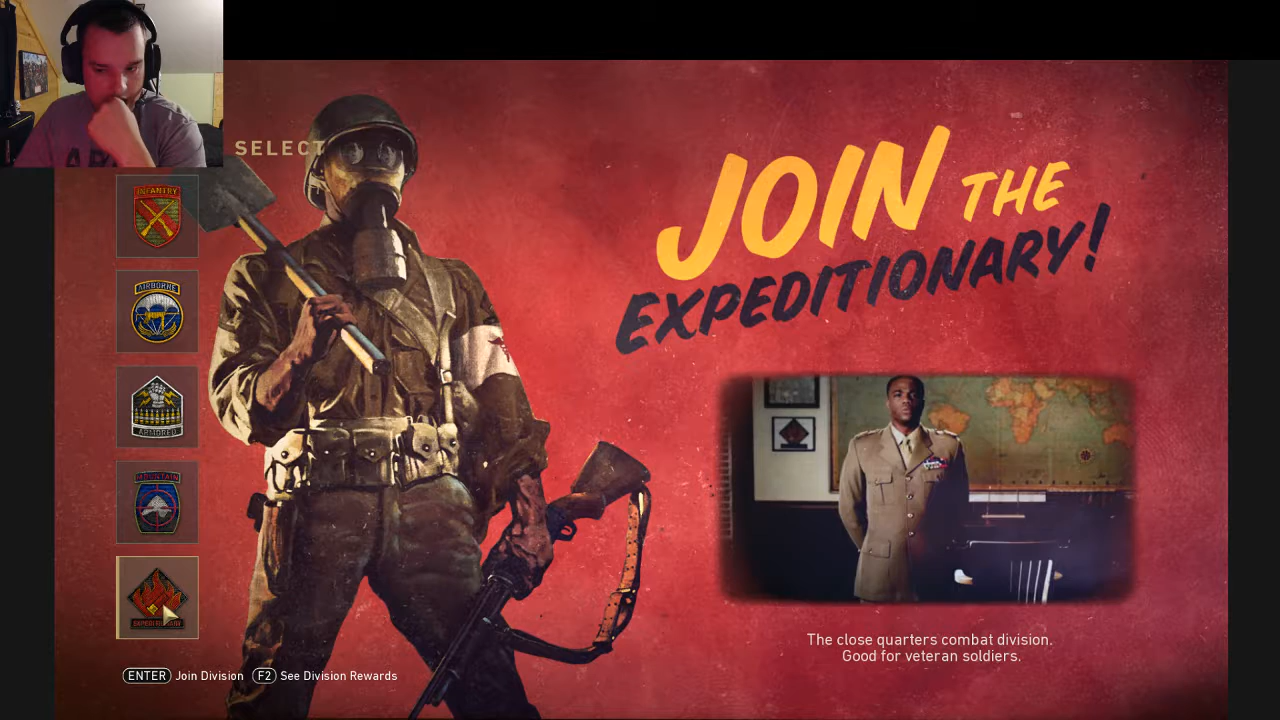 SELECT
JOIN THE
EXPEDITIONARY!
INFANTRY
AIRBORNE
ARMORED
MOUNTAIN
The close quarters combat division.
Good for veteran soldiers.
ENTER Join Division F2 See Division Rewards